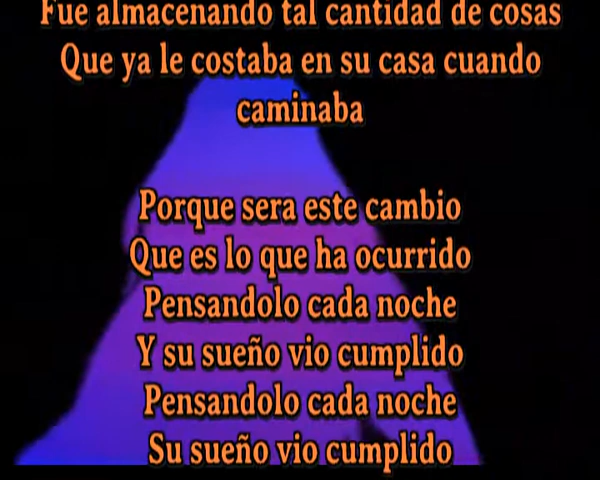 Fue almacenando tal cantidad de cosas
Que ya le costaba en su casa cuando
caminaba
Porque sera este cambio
Que es lo que ha ocurrido
Pensandolo cada noche
Y su sueño vio cumplido
Pensandolo cada noche
Su sueño vio cumplido